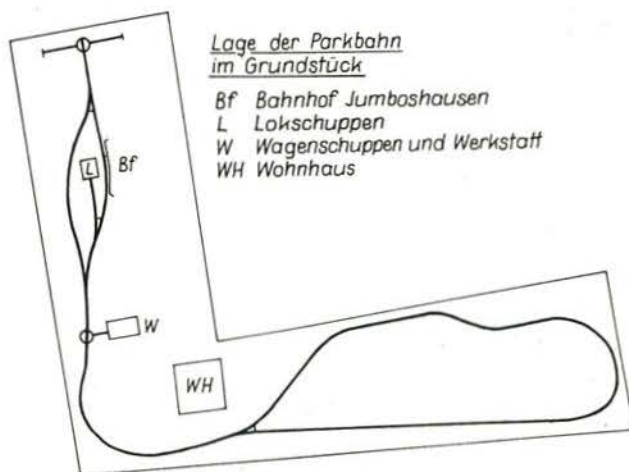 Lage der Parkbahn
im Grundstück
Bf Bahnhof Jumboshausen
L Lokschuppen
W Wagenschuppen und Werkstatt
WH Wohnhaus
L
Bf
W
WH